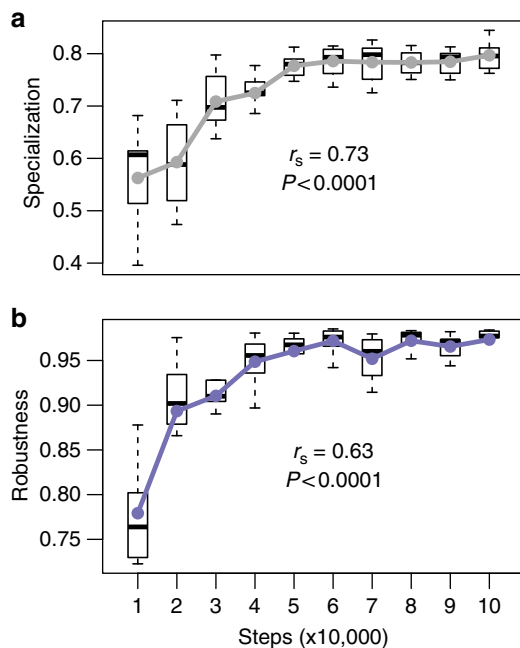 a
0.8
0.7
0.6
0.5
0.4
Specialization
rs = 0.73
P<0.0001
b
0.95
0.90
0.85
0.80
0.75
Robustness
rs = 0.63
P<0.0001
1 2 3 4 5 6 7 8 9 10
Steps (x10,000)